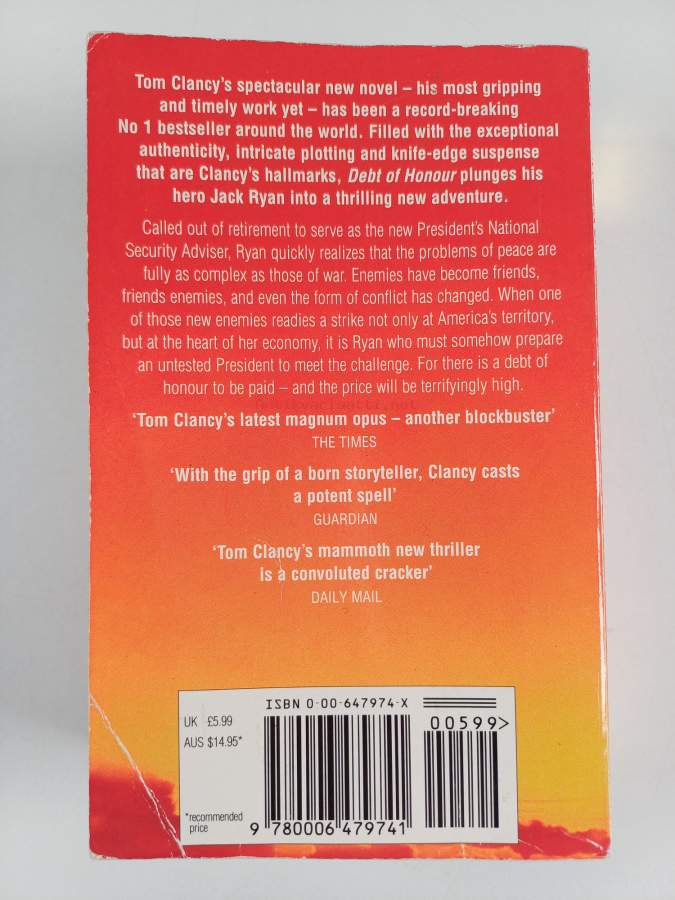 Tom Clancy's spectacular new novel – his most gripping
and timely work yet – has been a record-breaking
No 1 bestseller around the world. Filled with the exceptional
authenticity, intricate plotting and knife-edge suspense
that are Clancy's hallmarks, Debt of Honour plunges his
hero Jack Ryan into a thrilling new adventure.
Called out of retirement to serve as the new President's National
Security Adviser, Ryan quickly realizes that the problems of peace are
fully as complex as those of war. Enemies have become friends,
friends enemies, and even the form of conflict has changed. When one
of those new enemies readies a strike not only at America's territory,
but at the heart of her economy, it is Ryan who must somehow prepare
an untested President to meet the challenge. For there is a debt of
honour to be paid – and the price will be terrifyingly high.
'Tom Clancy's latest magnum opus – another blockbuster'
THE TIMES
'With the grip of a born storyteller, Clancy casts
a potent spell'
GUARDIAN
'Tom Clancy's mammoth new thriller
is a convoluted cracker'
DAILY MAIL
ISBN 0-00-647974-X
UK £5.99
AUS $14.95*
00599>
*recommended
price
9 780006 479741